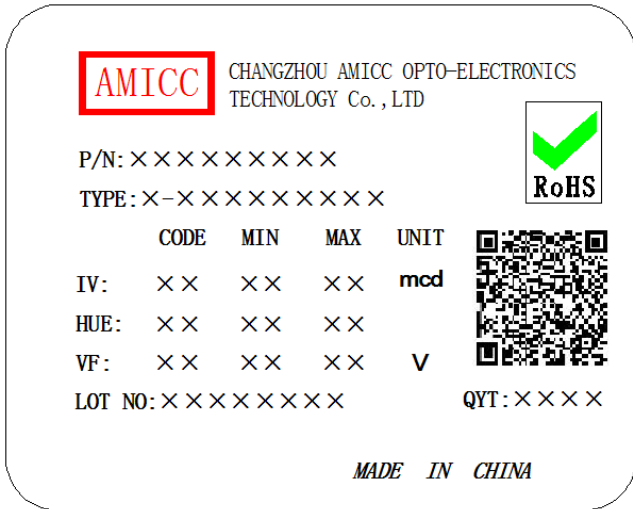 AMICC
CHANGZHOU AMICC OPTO-ELECTRONICS
TECHNOLOGY Co.,LTD
RoHS
P/N:×××××××××
TYPE:×-×××××××××
CODE MIN MAX UNIT
IV: ×× ×× ×× mcd
HUE: ×× ×× ××
VF: ×× ×× ×× V
LOT NO:×××××××× QYT:××××
MADE IN CHINA